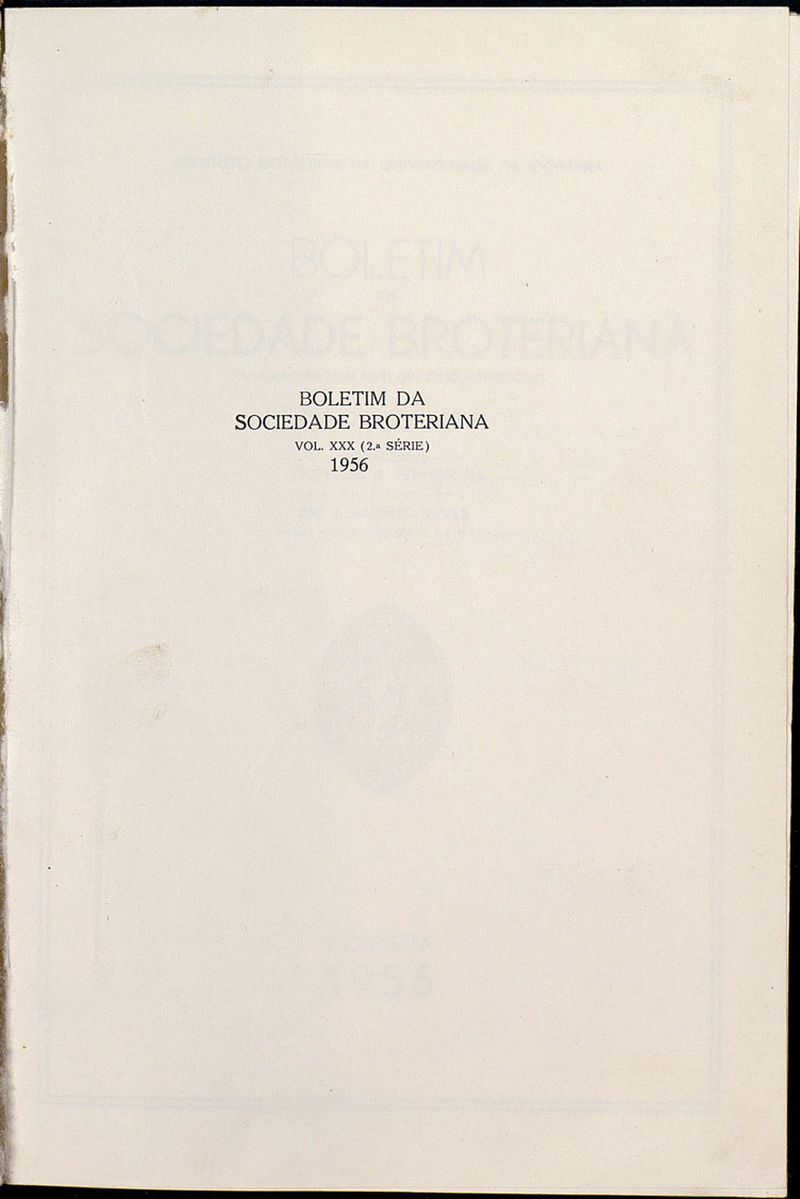 BOLETIM DA
SOCIEDADE BROTERIANA
VOL. XXX (2.ª SÉRIE)
1956